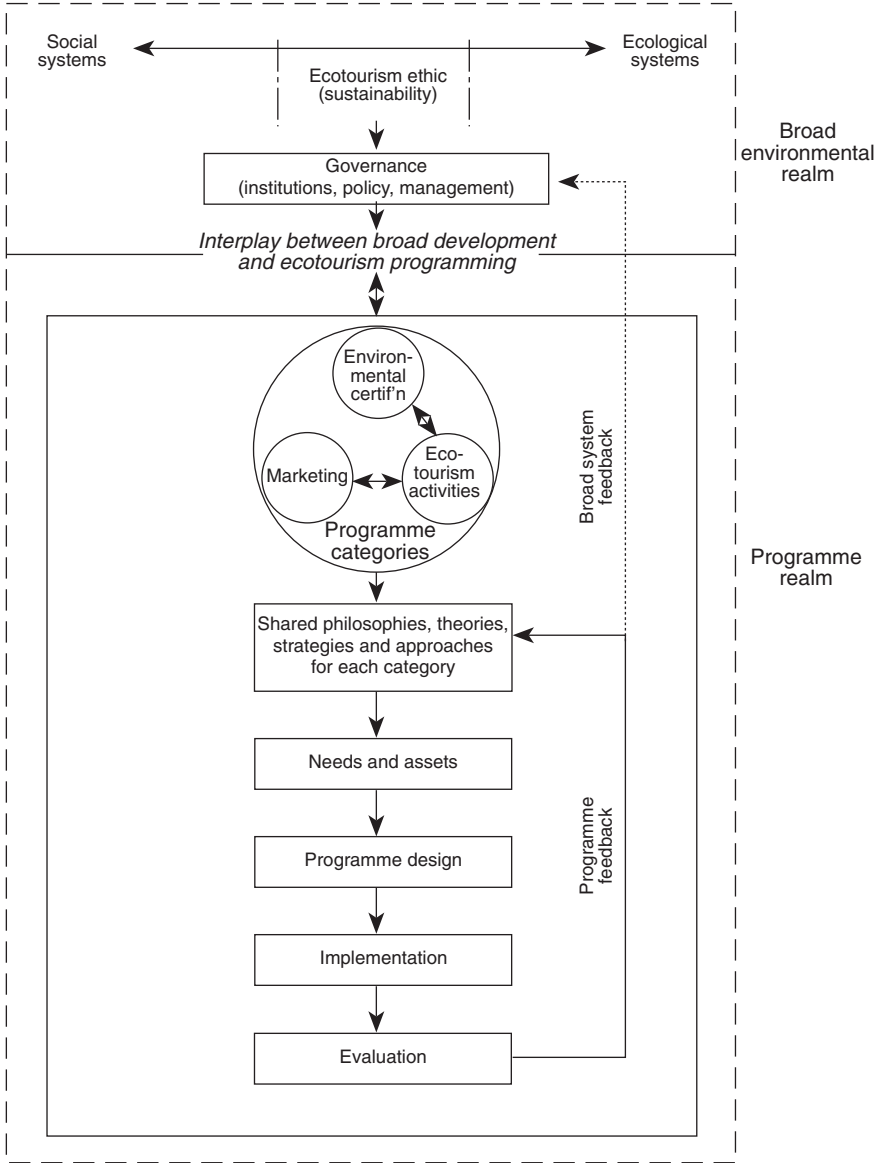 Social
systems
Ecological
systems
Ecotourism ethic
(sustainability)
Broad
environmental
realm
Governance
(institutions, policy, management)
Interplay between broad development
and ecotourism programming
Environ-
mental
certif'n
Marketing
Eco-
tourism
activities
Programme
categories
Broad system
feedback
Programme
realm
Shared philosophies, theories,
strategies and approaches
for each category
Needs and assets
Programme design
Programme
feedback
Implementation
Evaluation